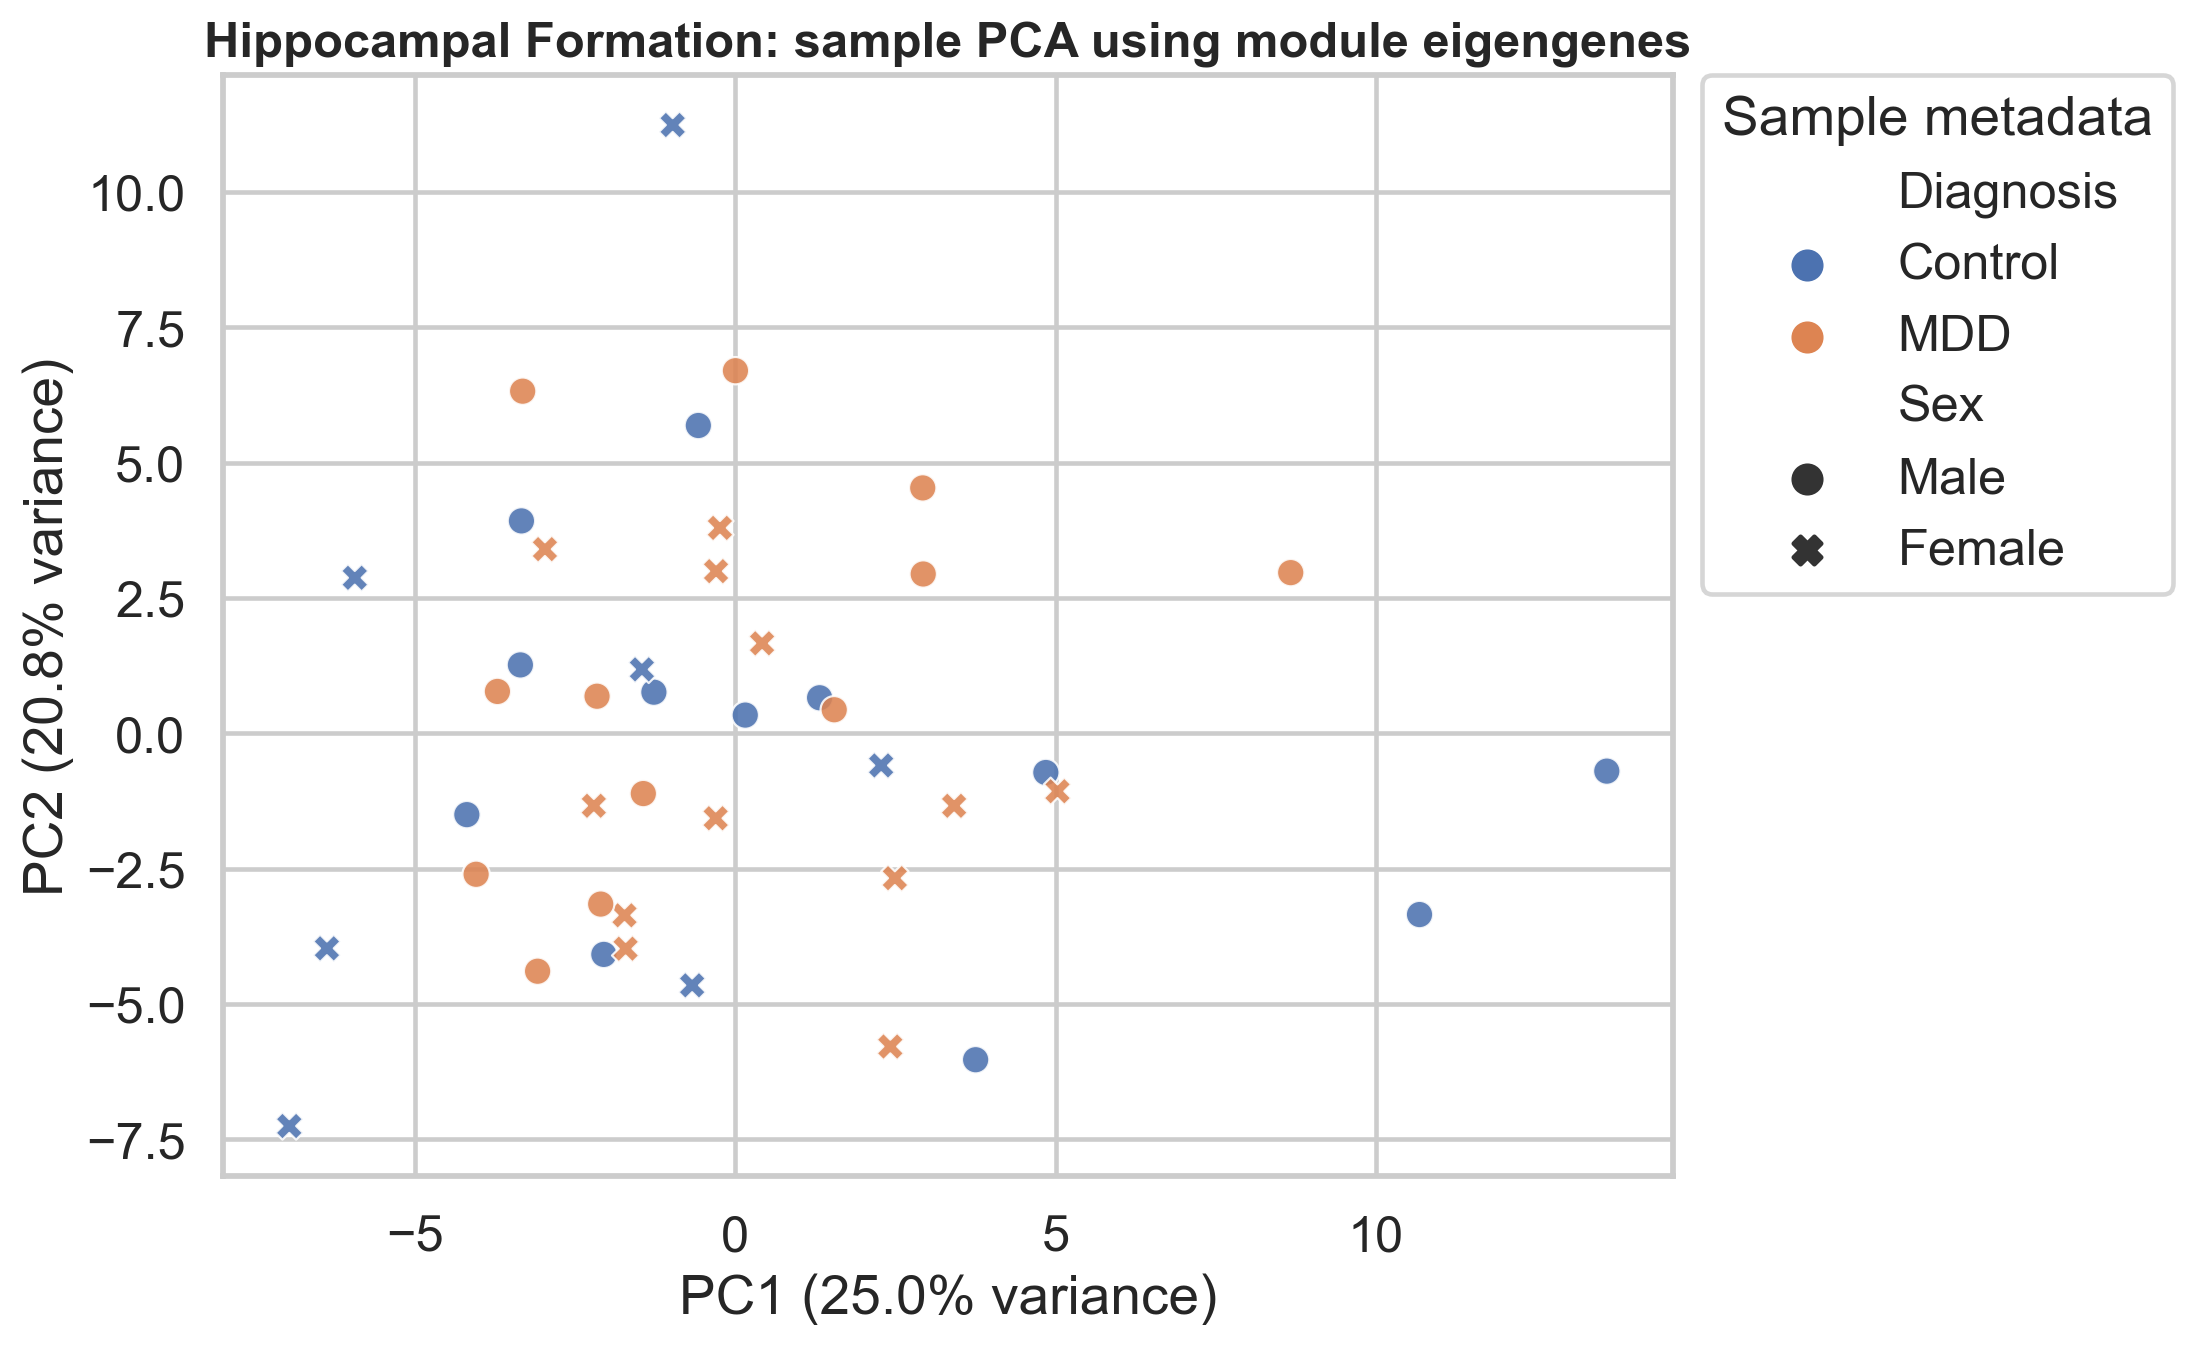 Hippocampal Formation: sample PCA using module eigengenes
Sample metadata
Diagnosis
Control
MDD
Sex
Male
Female
PC2 (20.8% variance)
10.0
7.5
5.0
2.5
0.0
−2.5
−5.0
−7.5
−5
0
5
10
PC1 (25.0% variance)